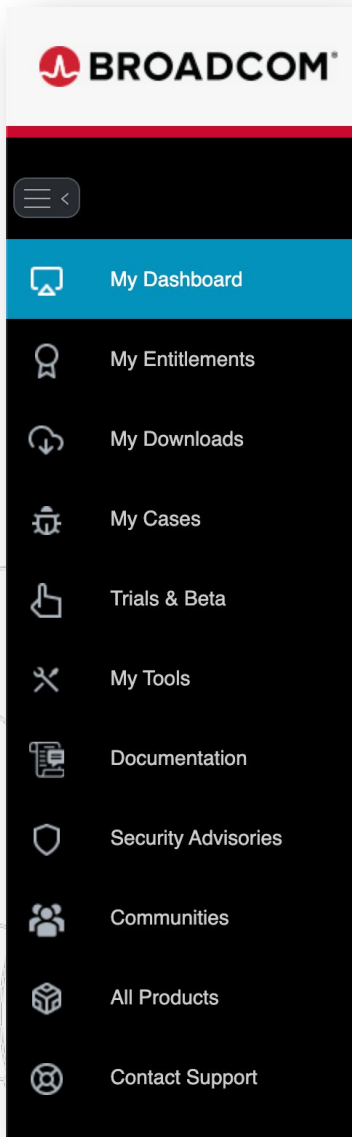 BROADCOM®
My Dashboard
My Entitlements
My Downloads
My Cases
Trials & Beta
My Tools
Documentation
Security Advisories
Communities
All Products
Contact Support